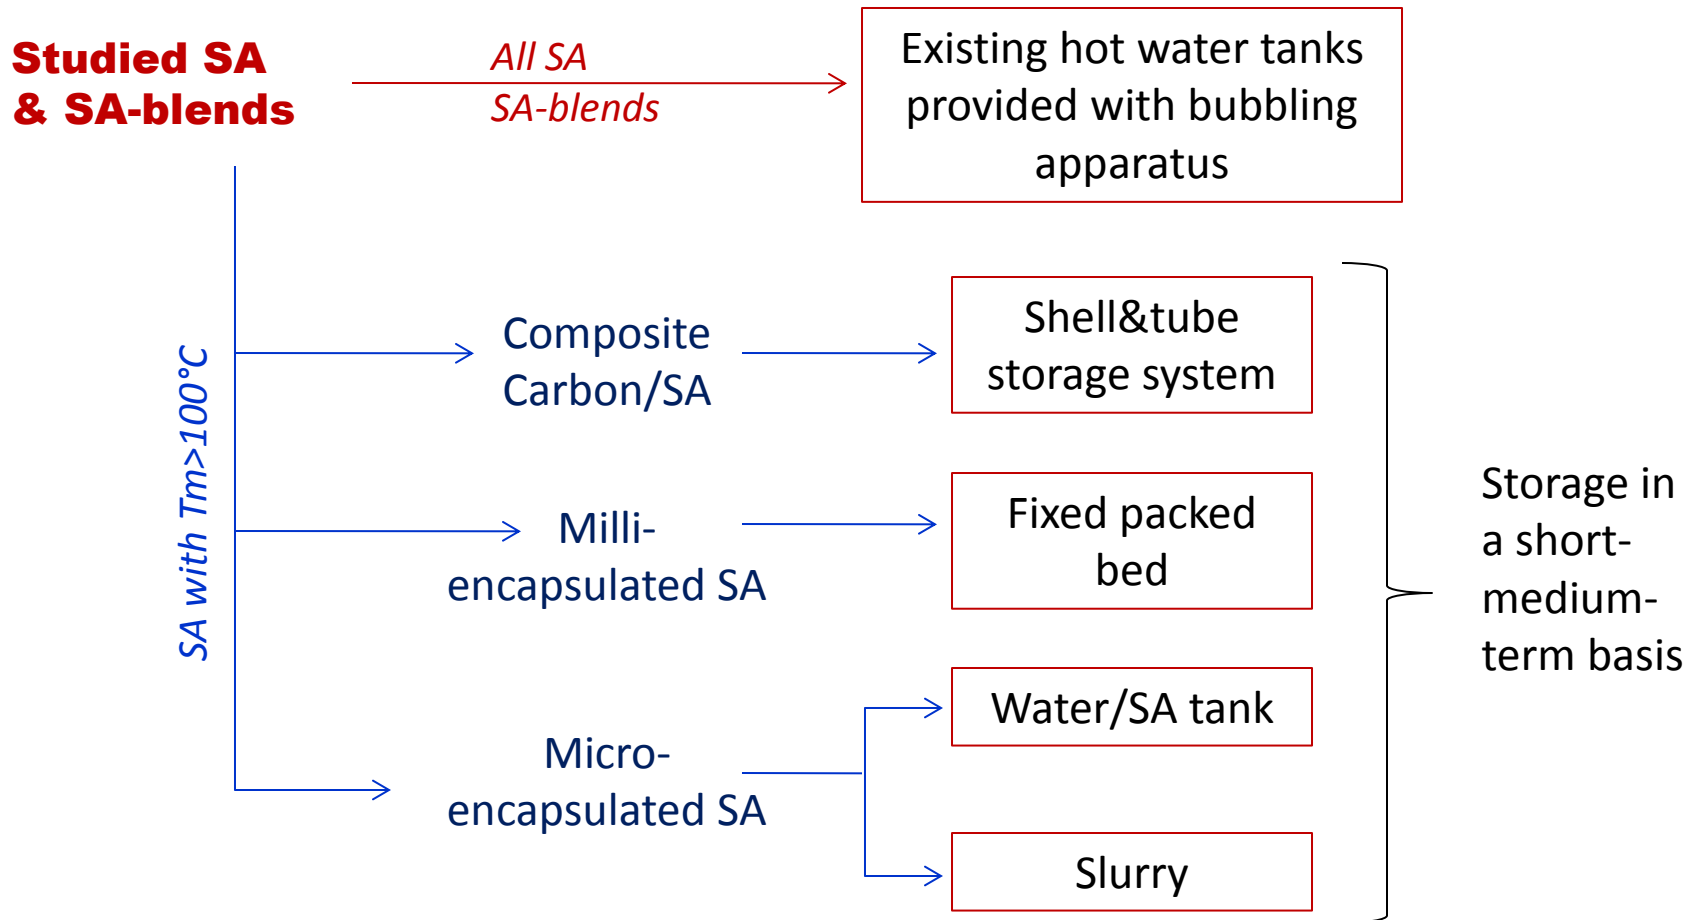 Studied SA
& SA-blends
All SA
SA-blends
Existing hot water tanks
provided with bubbling
apparatus
SA with Tm>100°C
Composite
Carbon/SA
Shell&tube
storage system
Milli-
encapsulated SA
Fixed packed
bed
Micro-
encapsulated SA
Water/SA tank
Slurry
Storage in
a short-
medium-
term basis